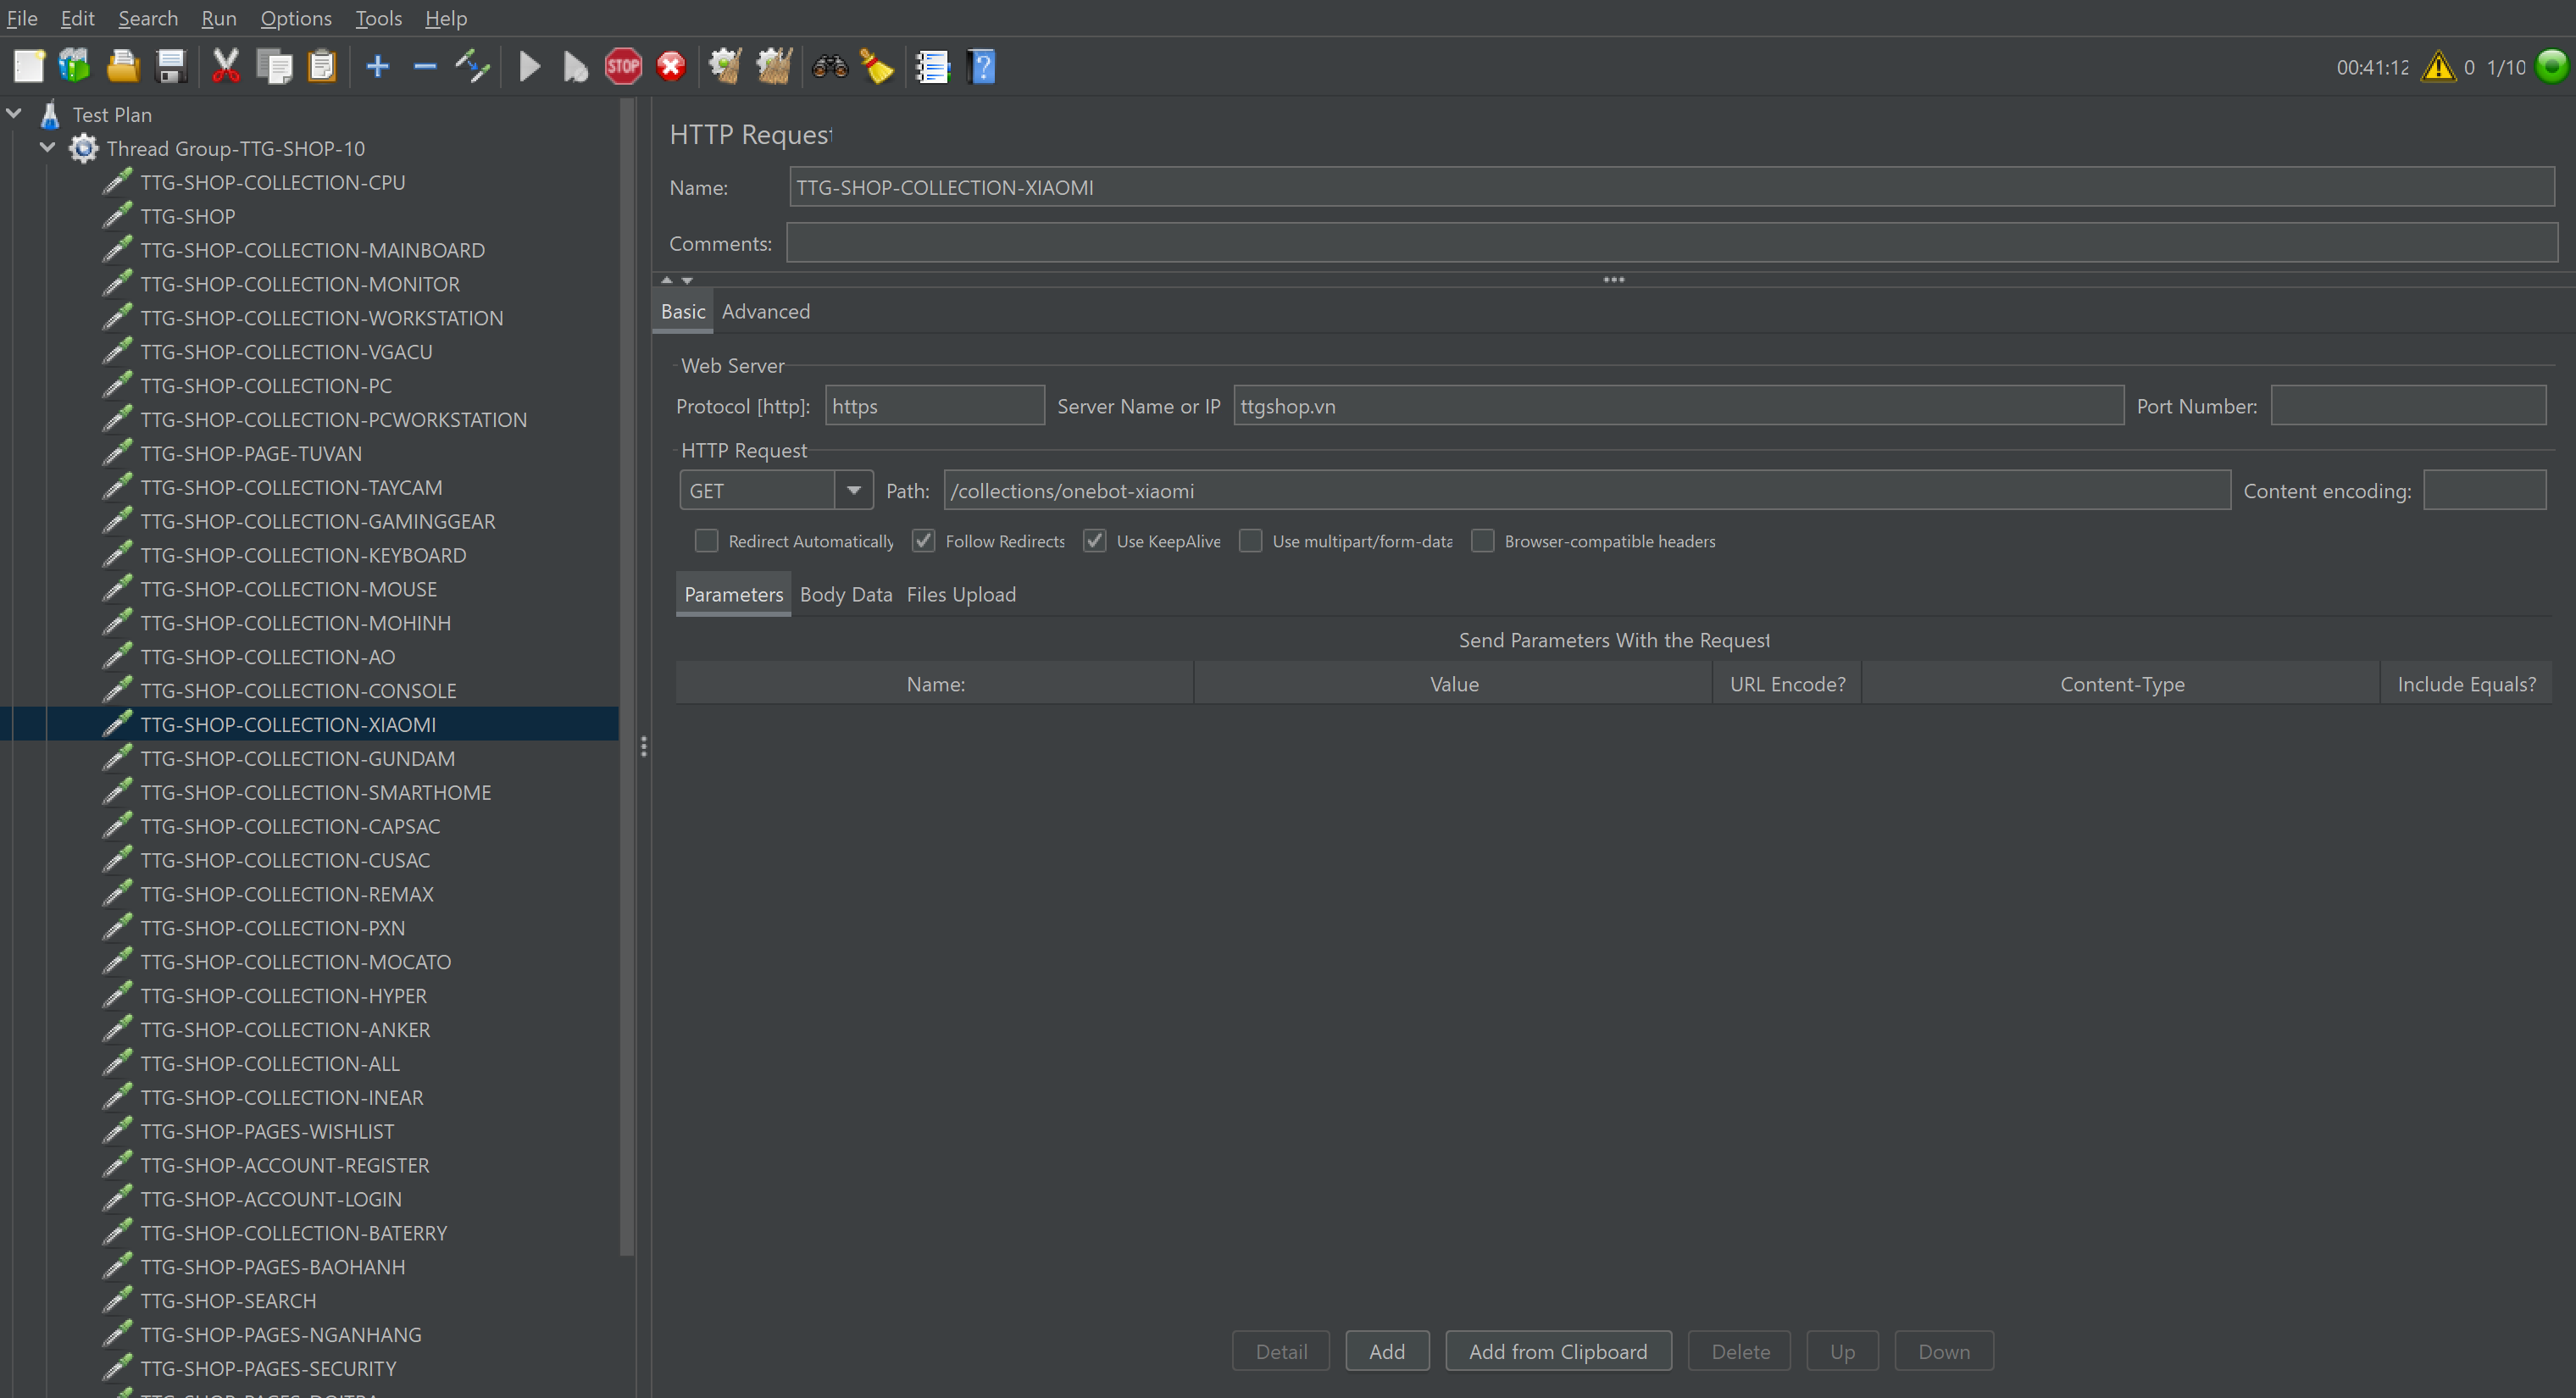 File Edit Search Run Options Tools Help
STOP
00:41:12 0 1/10
Test Plan
Thread Group-TTG-SHOP-10
TTG-SHOP-COLLECTION-CPU
TTG-SHOP
TTG-SHOP-COLLECTION-MAINBOARD
TTG-SHOP-COLLECTION-MONITOR
TTG-SHOP-COLLECTION-WORKSTATION
TTG-SHOP-COLLECTION-VGACU
TTG-SHOP-COLLECTION-PC
TTG-SHOP-COLLECTION-PCWORKSTATION
TTG-SHOP-PAGE-TUVAN
TTG-SHOP-COLLECTION-TAYCAM
TTG-SHOP-COLLECTION-GAMINGGEAR
TTG-SHOP-COLLECTION-KEYBOARD
TTG-SHOP-COLLECTION-MOUSE
TTG-SHOP-COLLECTION-MOHINH
TTG-SHOP-COLLECTION-AO
TTG-SHOP-COLLECTION-CONSOLE
TTG-SHOP-COLLECTION-XIAOMI
TTG-SHOP-COLLECTION-GUNDAM
TTG-SHOP-COLLECTION-SMARTHOME
TTG-SHOP-COLLECTION-CAPSAC
TTG-SHOP-COLLECTION-CUSAC
TTG-SHOP-COLLECTION-REMAX
TTG-SHOP-COLLECTION-PXN
TTG-SHOP-COLLECTION-MOCATO
TTG-SHOP-COLLECTION-HYPER
TTG-SHOP-COLLECTION-ANKER
TTG-SHOP-COLLECTION-ALL
TTG-SHOP-COLLECTION-INEAR
TTG-SHOP-PAGES-WISHLIST
TTG-SHOP-ACCOUNT-REGISTER
TTG-SHOP-ACCOUNT-LOGIN
TTG-SHOP-COLLECTION-BATERRY
TTG-SHOP-PAGES-BAOHANH
TTG-SHOP-SEARCH
TTG-SHOP-PAGES-NGANHANG
TTG-SHOP-PAGES-SECURITY
HTTP Request
Name: TTG-SHOP-COLLECTION-XIAOMI
Comments:
Basic Advanced
Web Server
Protocol [http]: https Server Name or IP ttgshop.vn Port Number:
HTTP Request
GET Path: /collections/onebot-xiaomi Content encoding:
Redirect Automatically Follow Redirects Use KeepAlive Use multipart/form-data Browser-compatible headers
Parameters Body Data Files Upload
Send Parameters With the Request
Name: Value URL Encode? Content-Type Include Equals?
Detail Add Add from Clipboard Delete Up Down